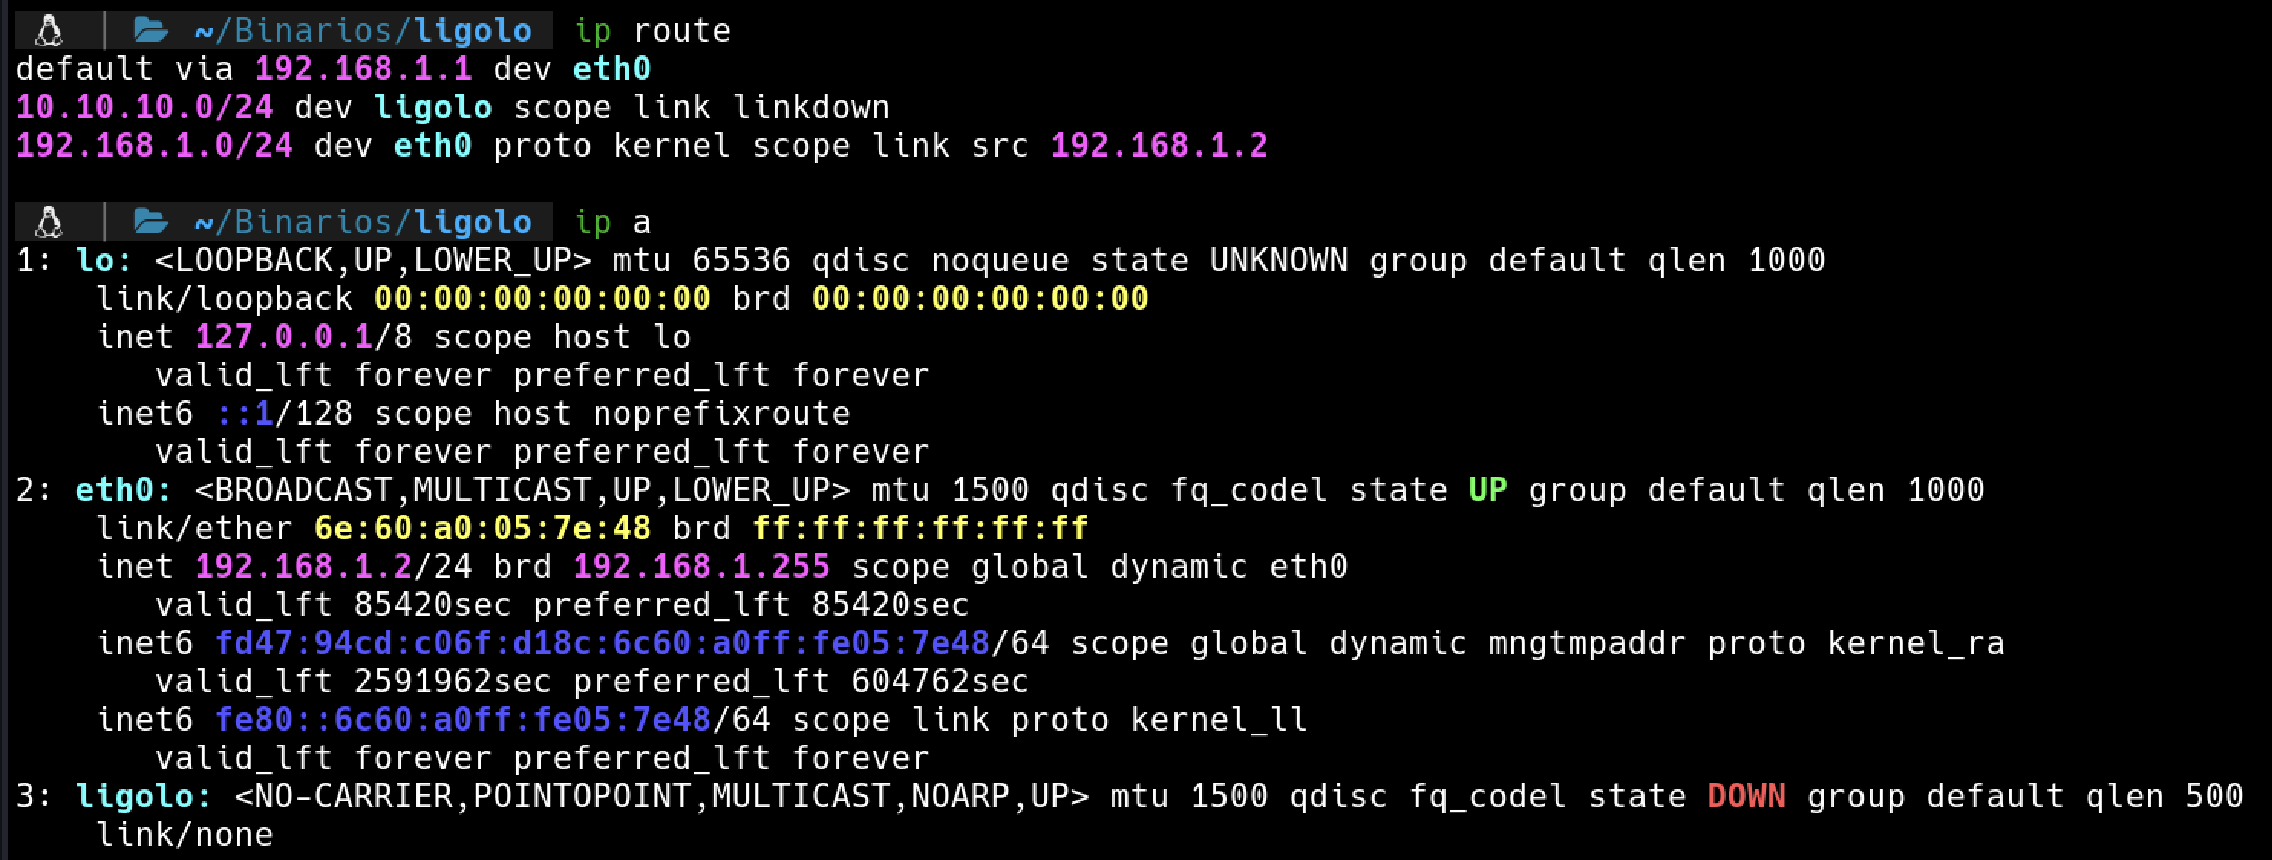 ~/Binarios/ligolo ip route
default via 192.168.1.1 dev eth0
10.10.10.0/24 dev ligolo scope link linkdown
192.168.1.0/24 dev eth0 proto kernel scope link src 192.168.1.2
~/Binarios/ligolo ip a
1: lo: <LOOPBACK,UP,LOWER_UP> mtu 65536 qdisc noqueue state UNKNOWN group default qlen 1000
link/loopback 00:00:00:00:00:00 brd 00:00:00:00:00:00
inet 127.0.0.1/8 scope host lo
valid_lft forever preferred_lft forever
inet6 ::1/128 scope host noprefixroute
valid_lft forever preferred_lft forever
2: eth0: <BROADCAST,MULTICAST,UP,LOWER_UP> mtu 1500 qdisc fq_codel state UP group default qlen 1000
link/ether 6e:60:a0:05:7e:48 brd ff:ff:ff:ff:ff:ff
inet 192.168.1.2/24 brd 192.168.1.255 scope global dynamic eth0
valid_lft 85420sec preferred_lft 85420sec
inet6 fd47:94cd:c06f:d18c:6c60:a0ff:fe05:7e48/64 scope global dynamic mngtmpaddr proto kernel_ra
valid_lft 2591962sec preferred_lft 604762sec
inet6 fe80::6c60:a0ff:fe05:7e48/64 scope link proto kernel_ll
valid_lft forever preferred_lft forever
3: ligolo: <NO-CARRIER,POINTOPOINT,MULTICAST,NOARP,UP> mtu 1500 qdisc fq_codel state DOWN group default qlen 500
link/none